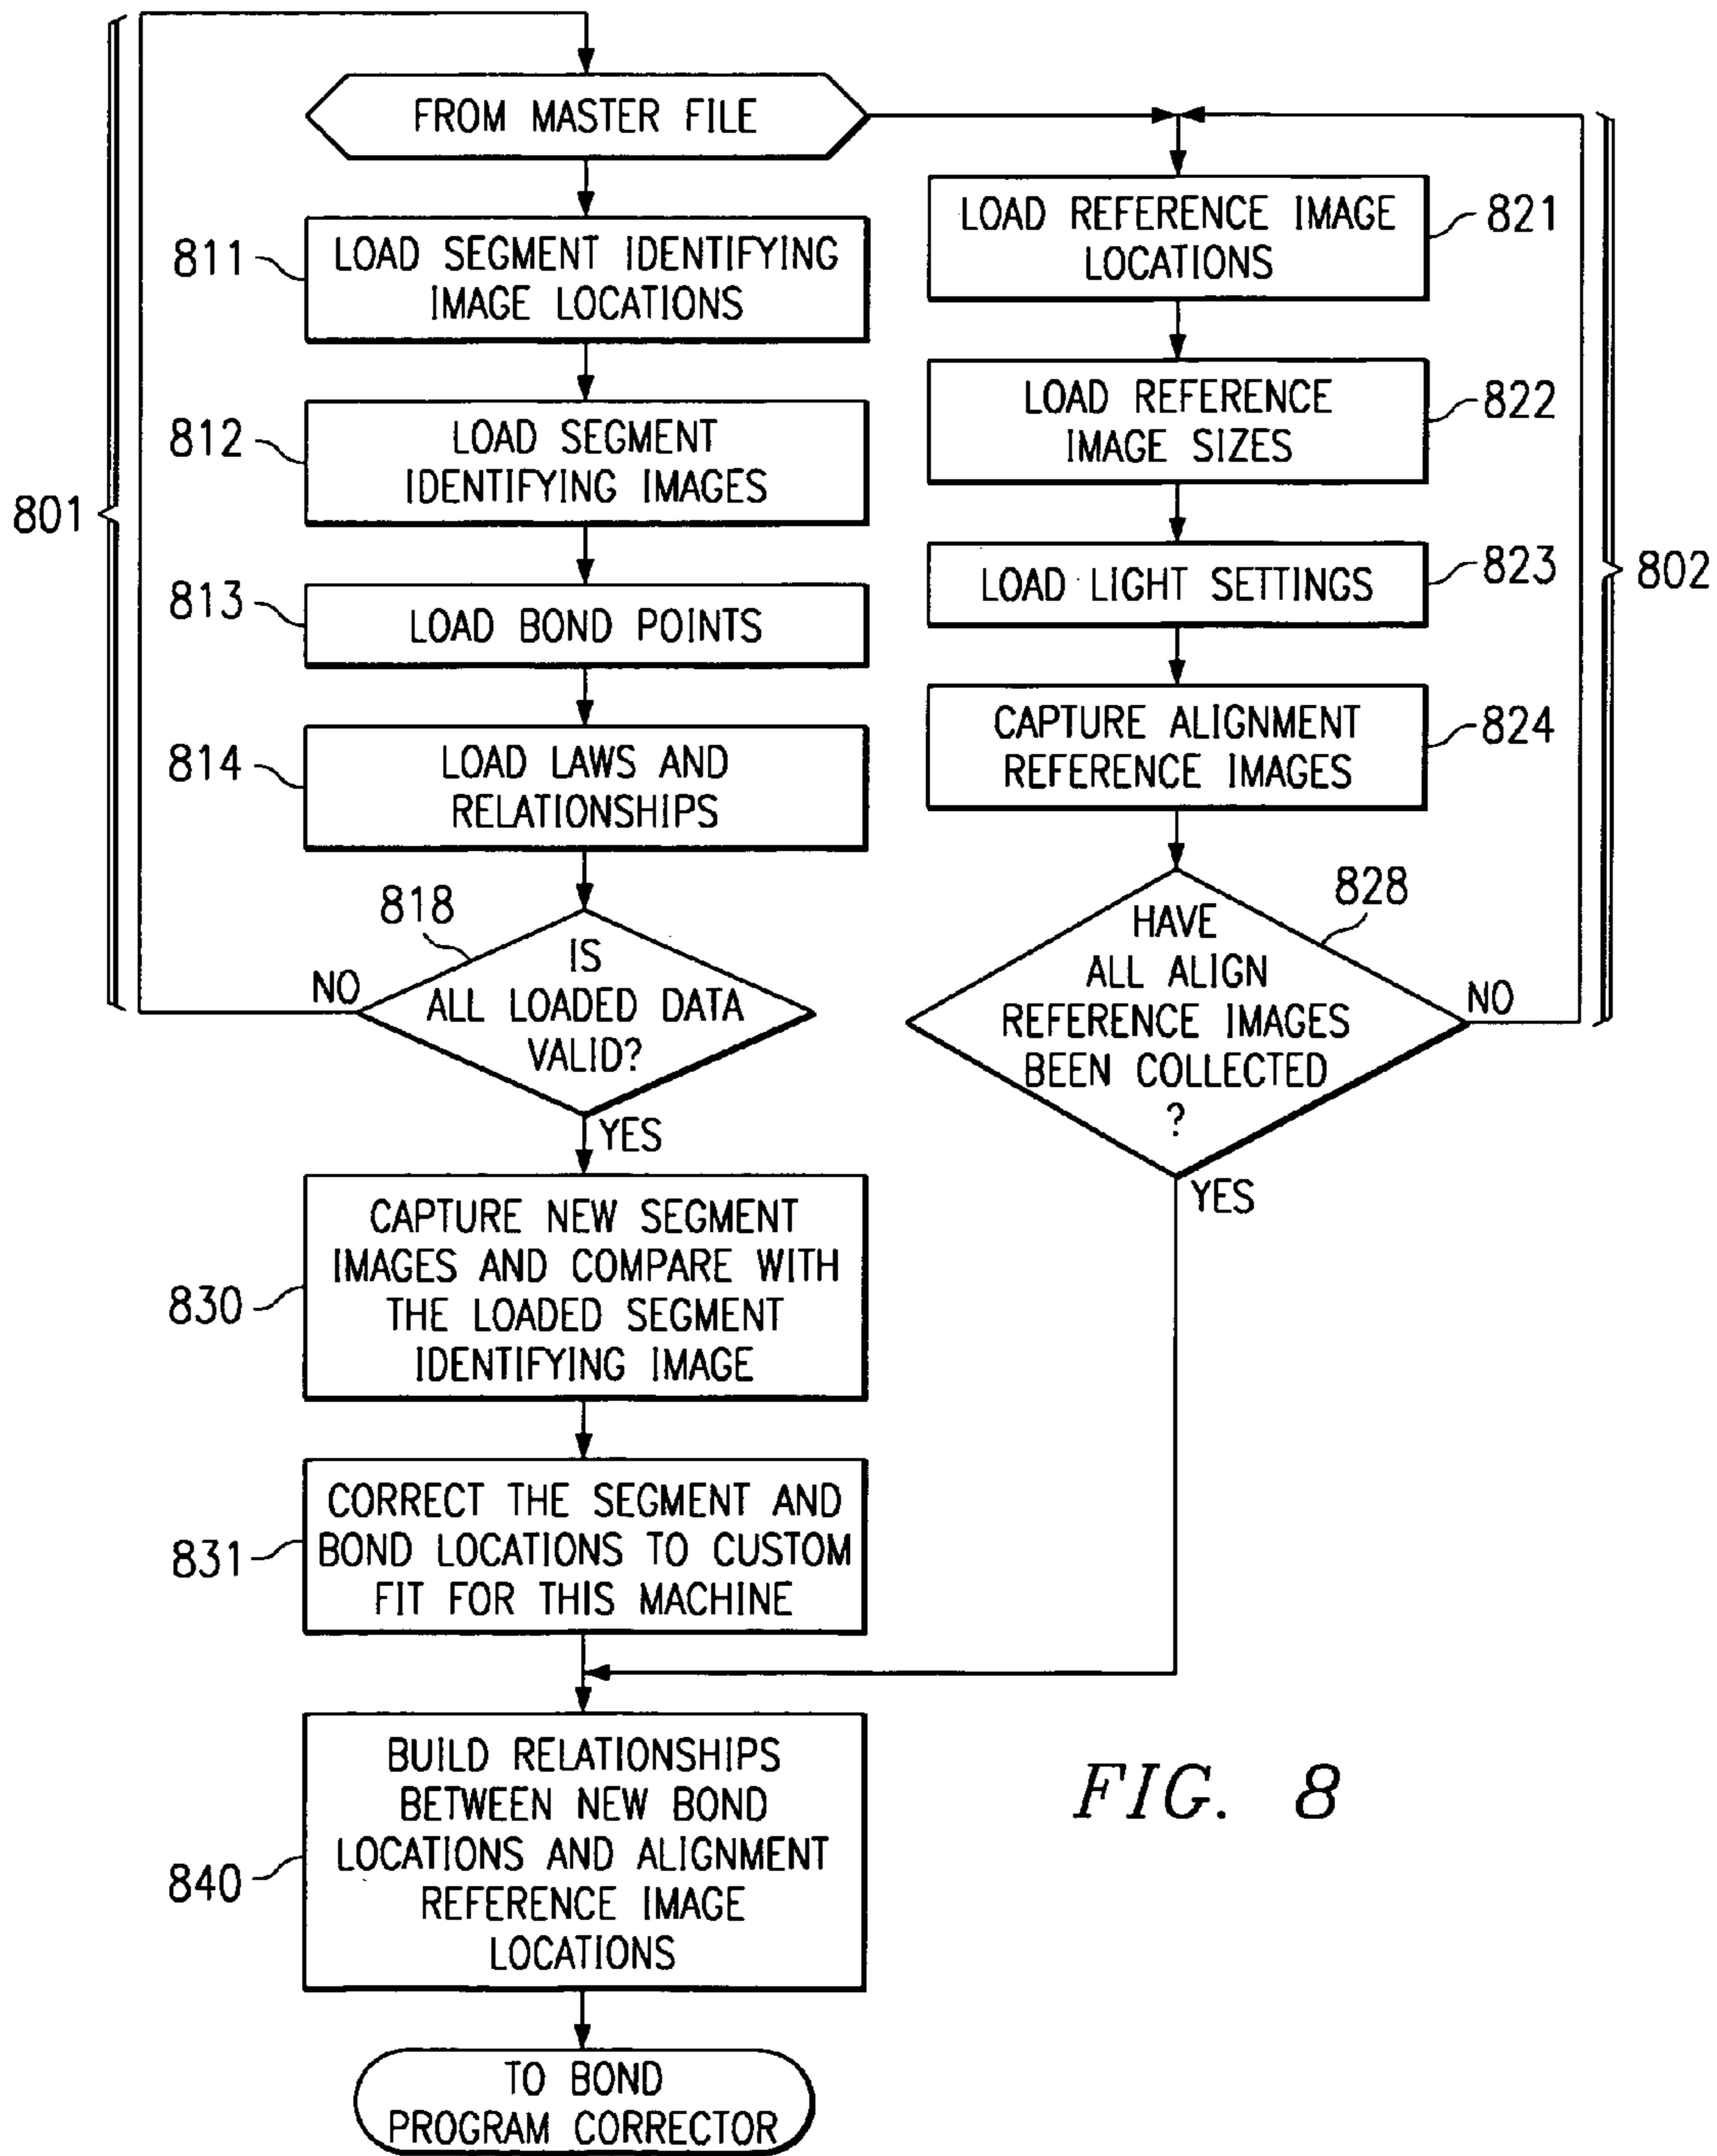 FROM MASTER FILE
811
LOAD SEGMENT IDENTIFYING
IMAGE LOCATIONS
812
LOAD SEGMENT
IDENTIFYING IMAGES
801
813
LOAD BOND POINTS
814
LOAD LAWS AND
RELATIONSHIPS
818
IS
ALL LOADED DATA
VALID?
NO
YES
LOAD REFERENCE IMAGE
LOCATIONS
821
LOAD REFERENCE
IMAGE SIZES
822
LOAD LIGHT SETTINGS
823
802
CAPTURE ALIGNMENT
REFERENCE IMAGES
824
828
HAVE
ALL ALIGN
REFERENCE IMAGES
BEEN COLLECTED
?
NO
YES
830
CAPTURE NEW SEGMENT
IMAGES AND COMPARE WITH
THE LOADED SEGMENT
IDENTIFYING IMAGE
831
CORRECT THE SEGMENT AND
BOND LOCATIONS TO CUSTOM
FIT FOR THIS MACHINE
840
BUILD RELATIONSHIPS
BETWEEN NEW BOND
LOCATIONS AND ALIGNMENT
REFERENCE IMAGE
LOCATIONS
TO BOND
PROGRAM CORRECTOR
FIG. 8